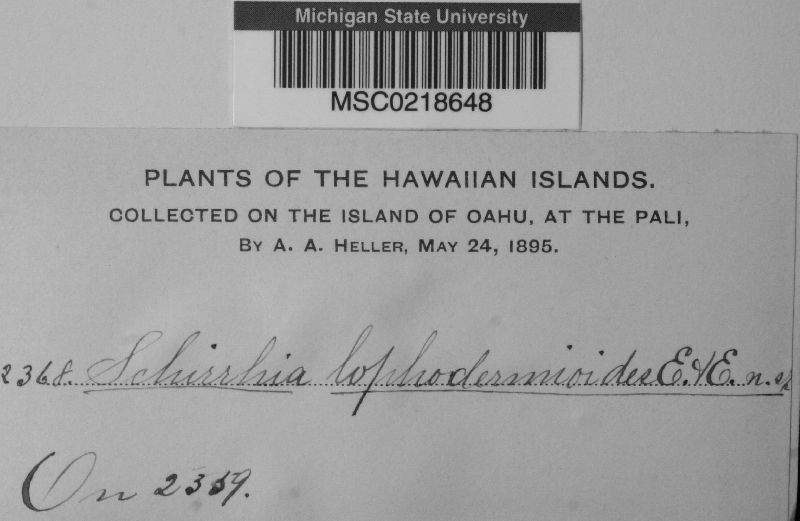 Michigan State University
MSC0218648
PLANTS OF THE HAWAIIAN ISLANDS.
COLLECTED ON THE ISLAND OF OAHU, AT THE PALI,
BY A. A. HELLER, MAY 24, 1895.
2368. Schirrhia lophodermioides E. & E. n. sp
On 2359.